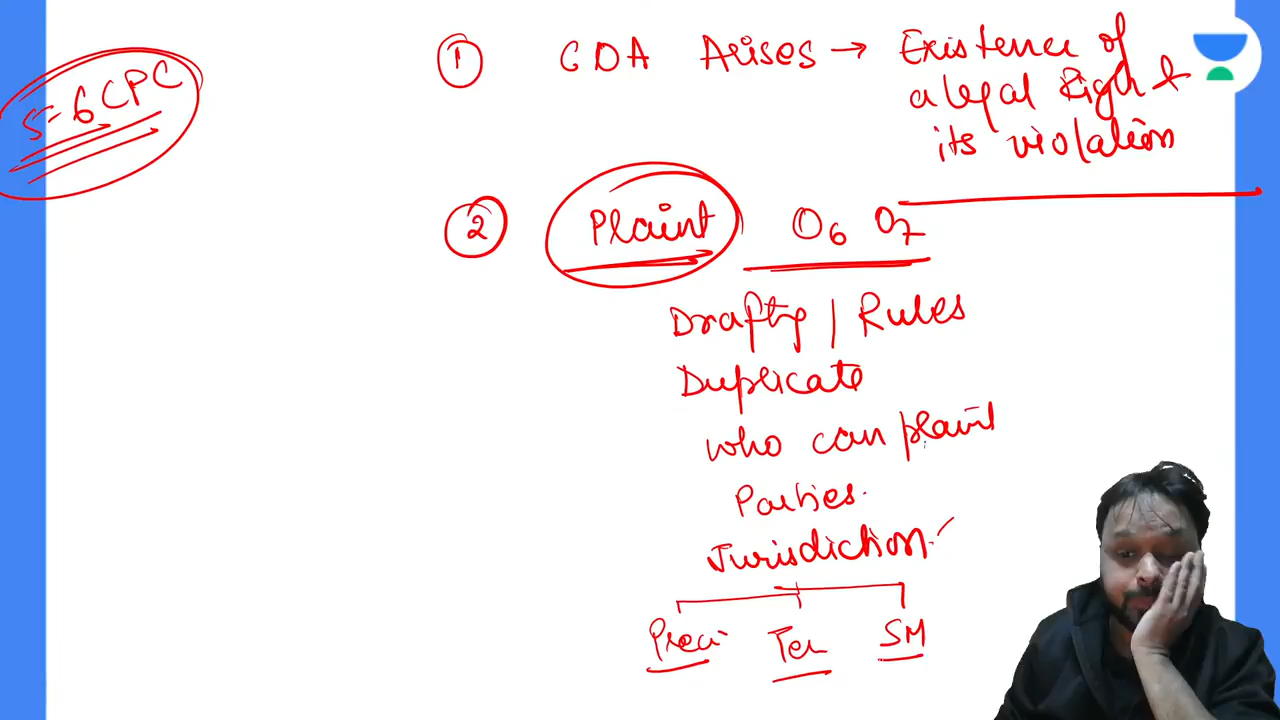 S-6 CPC
① COA Arises → Existence of
a legal Right &
its violation
② Plaint O6 O7
Drafting | Rules
Duplicate
who can plaint
Parties.
Jurisdiction.
Pecu Ter SM